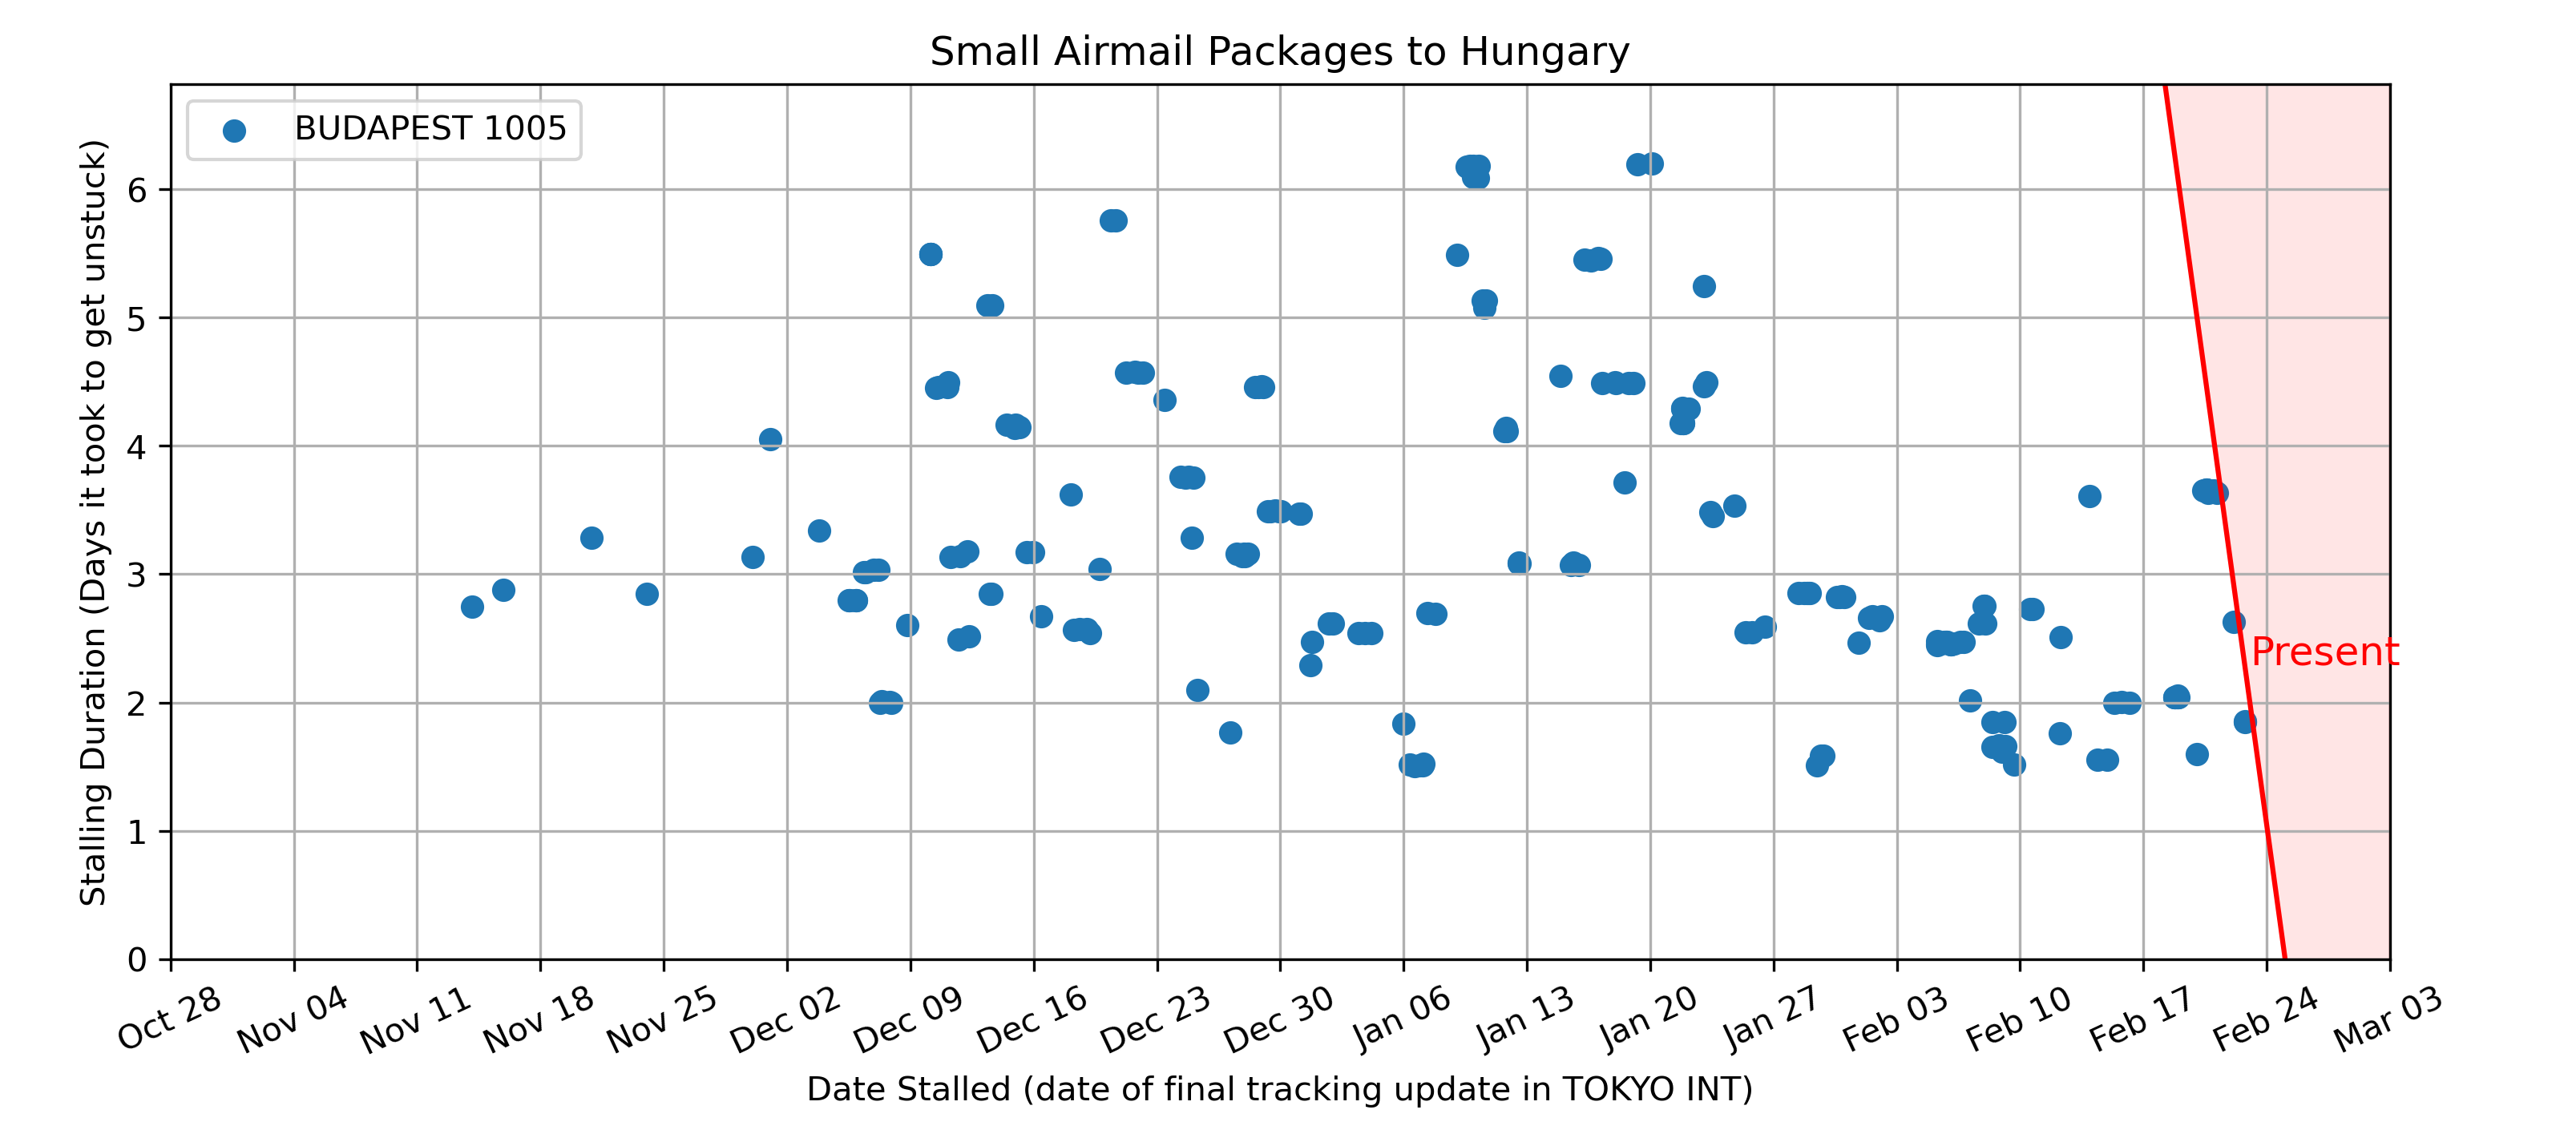 Small Airmail Packages to Hungary
BUDAPEST 1005
Stalling Duration (Days it took to get unstuck)
6
5
4
3
2
1
0
Present
Oct 28
Nov 04
Nov 11
Nov 18
Nov 25
Dec 02
Dec 09
Dec 16
Dec 23
Dec 30
Jan 06
Jan 13
Jan 20
Jan 27
Feb 03
Feb 10
Feb 17
Feb 24
Mar 03
Date Stalled (date of final tracking update in TOKYO INT)